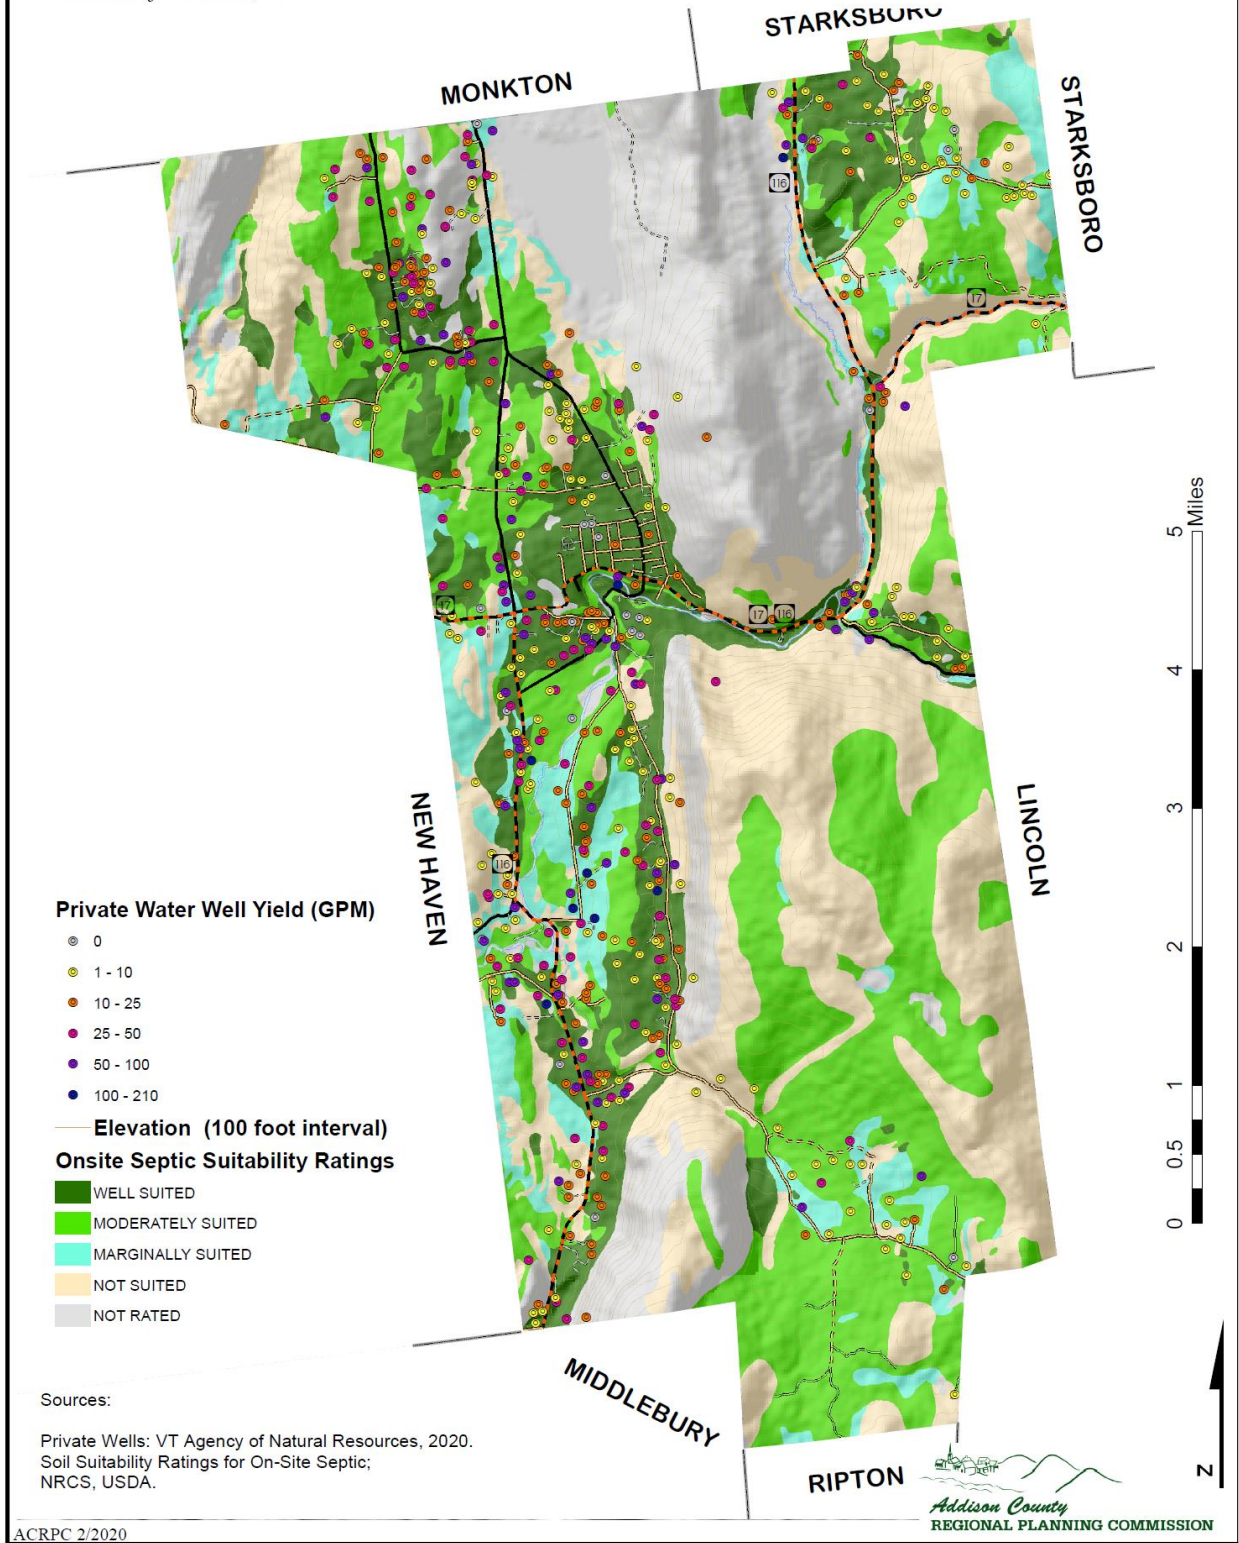 STARKSBORO
MONKTON
STARKSBORO
116
17
Miles
5
17
17 116
4
LINCOLN
3
NEW HAVEN
116
Private Water Well Yield (GPM)
0
1 - 10
10 - 25
25 - 50
50 - 100
100 - 210
Elevation (100 foot interval)
Onsite Septic Suitability Ratings
WELL SUITED
MODERATELY SUITED
MARGINALLY SUITED
NOT SUITED
NOT RATED
2
1
0.5
0
MIDDLEBURY
RIPTON
N
Sources:
Private Wells: VT Agency of Natural Resources, 2020.
Soil Suitability Ratings for On-Site Septic;
NRCS, USDA.
Addison County
REGIONAL PLANNING COMMISSION
ACRPC 2/2020